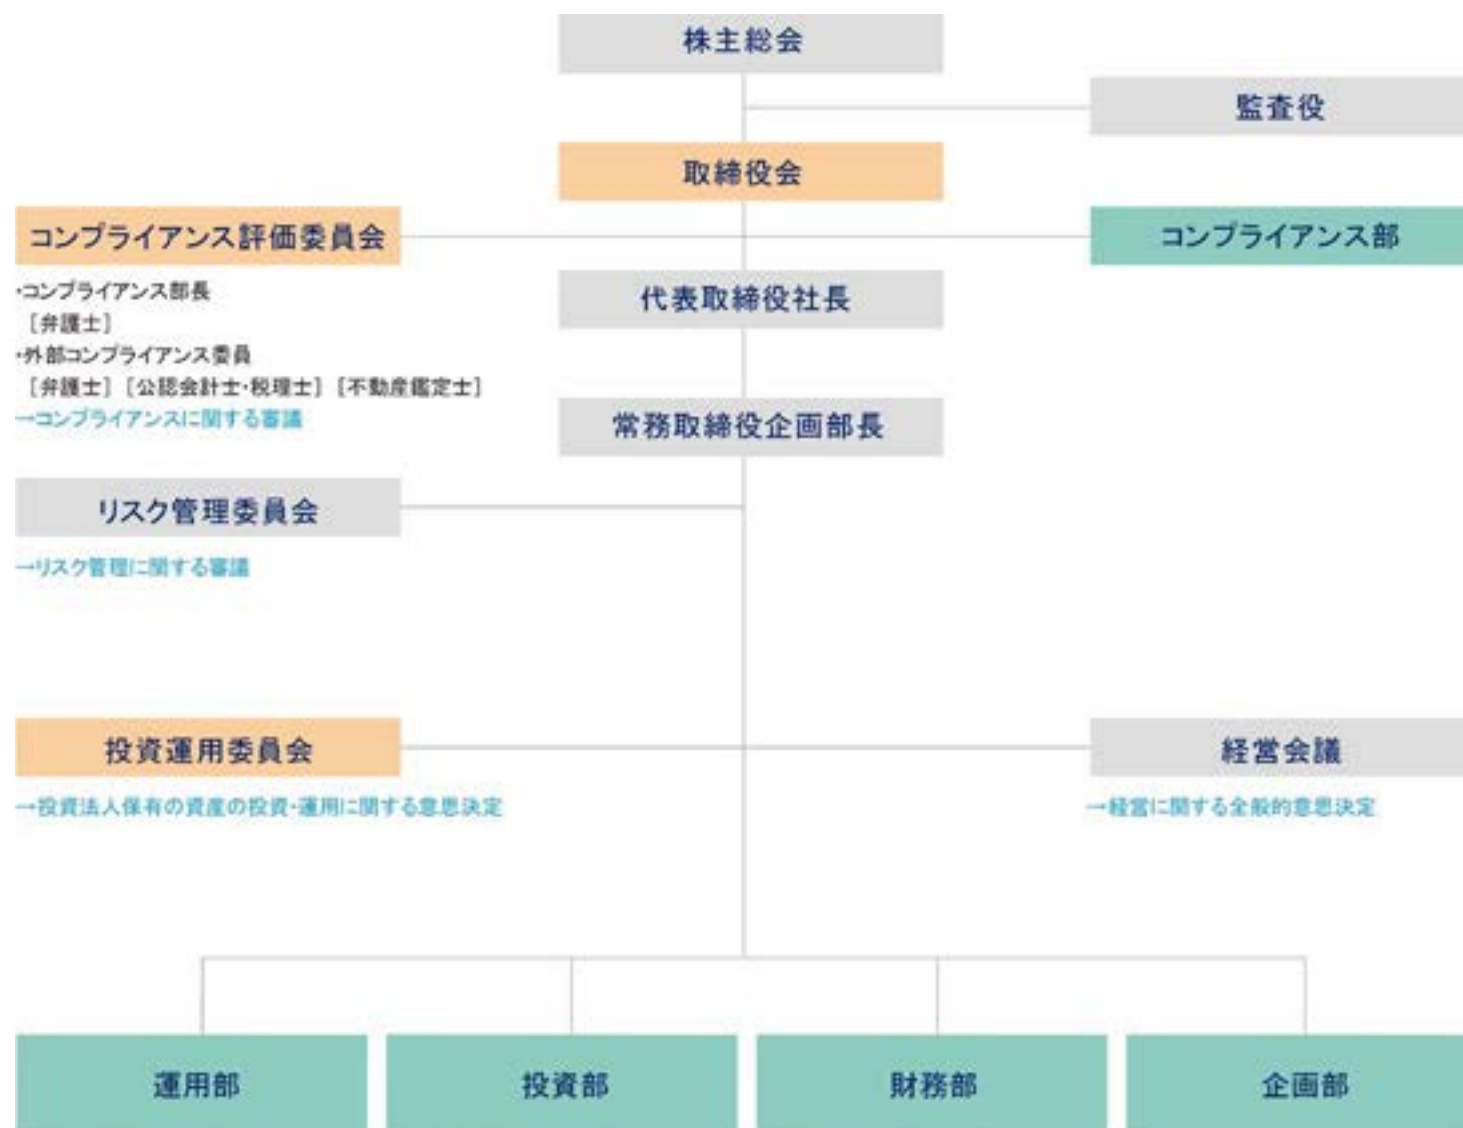 株主総会
監査役
取締役会
コンプライアンス評価委員会
コンプライアンス部
・コンプライアンス部長
［弁護士］
・外部コンプライアンス委員
［弁護士］［公認会計士・税理士］［不動産鑑定士］
→コンプライアンスに関する審議
代表取締役社長
常務取締役企画部長
リスク管理委員会
→リスク管理に関する審議
投資運用委員会
→投資法人保有の資産の投資・運用に関する意思決定
経営会議
→経営に関する全般的意思決定
運用部
投資部
財務部
企画部